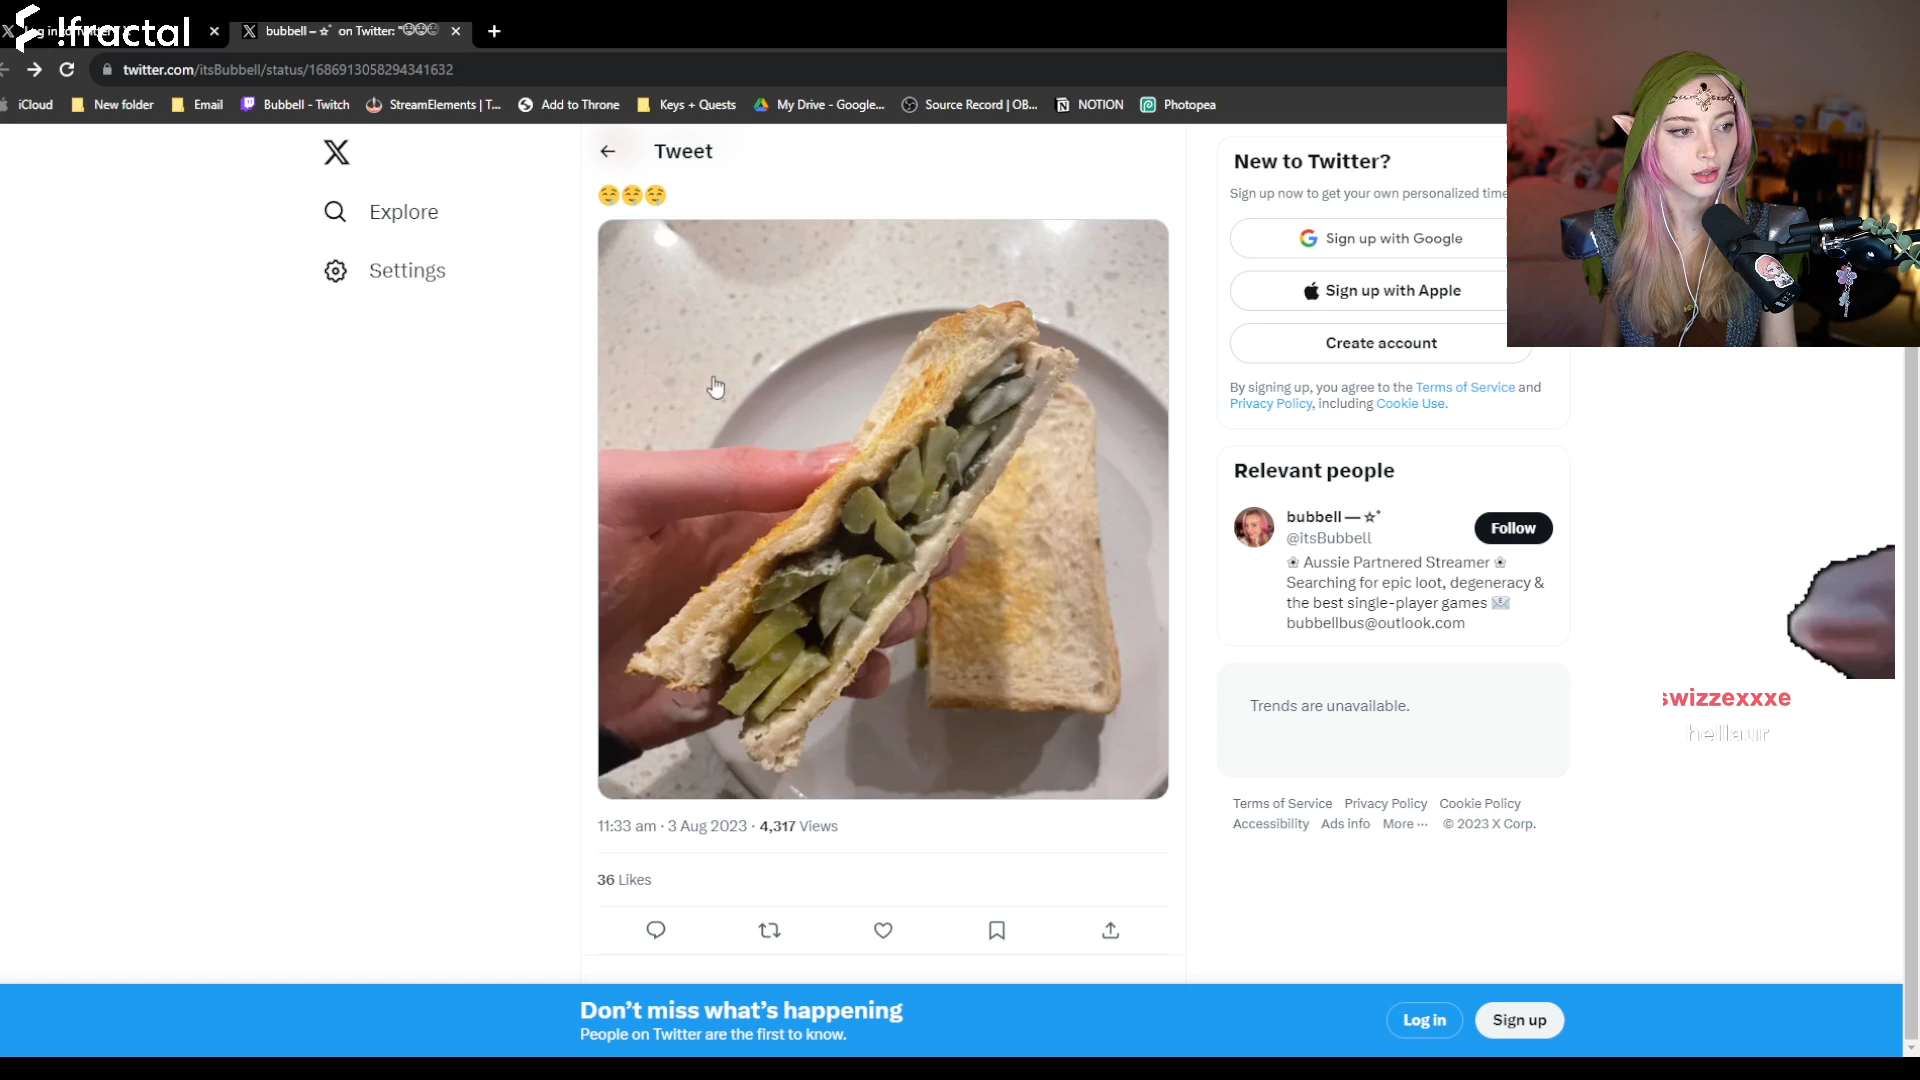 !fractal
bubbell – ☆˚ on Twitter: "🤤🤤🤤
twitter.com/itsBubbell/status/1686913058294341632
iCloud
New folder
Email
Bubbell - Twitch
StreamElements | T...
Add to Throne
Keys + Quests
My Drive - Google...
Source Record | OB...
NOTION
Photopea
Explore
Settings
Tweet
🤤🤤🤤
11:33 am · 3 Aug 2023 · 4,317 Views
36 Likes
New to Twitter?
Sign up now to get your own personalized time
Sign up with Google
Sign up with Apple
Create account
By signing up, you agree to the Terms of Service and
Privacy Policy, including Cookie Use.
Relevant people
bubbell — ☆˚
@itsBubbell
Follow
❀ Aussie Partnered Streamer ❀
Searching for epic loot, degeneracy &
the best single-player games 💌
bubbellbus@outlook.com
Trends are unavailable.
Terms of Service Privacy Policy Cookie Policy
Accessibility Ads info More ··· © 2023 X Corp.
swizzexxxe
hellaur
Don't miss what's happening
People on Twitter are the first to know.
Log in
Sign up